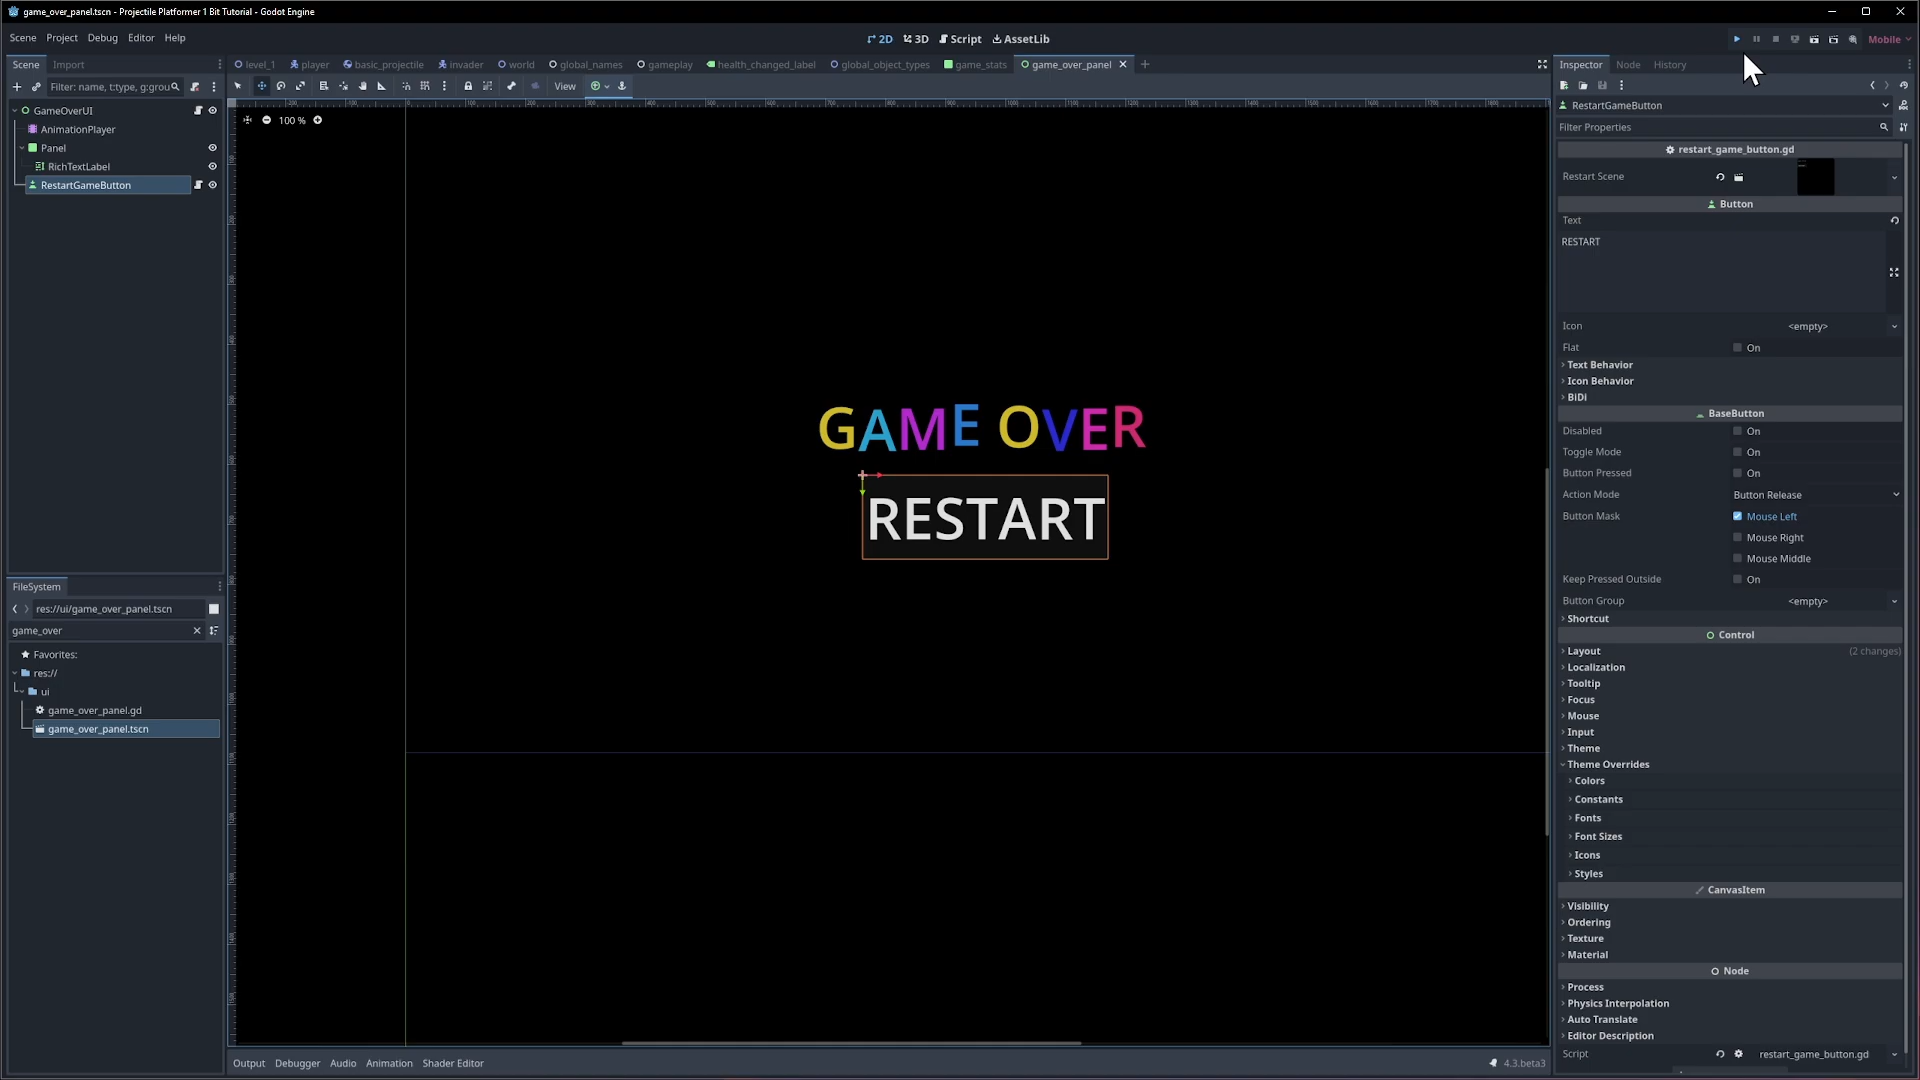 game_over_panel.tscn - Projectile Platformer 1 Bit Tutorial - Godot Engine
Scene Project Debug Editor Help
2D 3D Script AssetLib
Mobile
Scene Import
level_1 player basic_projectile invader world global_names gameplay health_changed_label global_object_types game_stats game_over_panel
Inspector Node History
Filter: name, t:type, g:grou
View
GameOverUI
AnimationPlayer
Panel
RichTextLabel
RestartGameButton
100 %
GAME OVER
RESTART
FileSystem
res://ui/game_over_panel.tscn
game_over
Favorites:
res://
ui
game_over_panel.gd
game_over_panel.tscn
Output Debugger Audio Animation Shader Editor
4.3.beta3
RestartGameButton
Filter Properties
restart_game_button.gd
Restart Scene
Button
Text
RESTART
Icon <empty>
Flat On
Text Behavior
Icon Behavior
BiDi
BaseButton
Disabled On
Toggle Mode On
Button Pressed On
Action Mode Button Release
Button Mask Mouse Left
Mouse Right
Mouse Middle
Keep Pressed Outside On
Button Group <empty>
Shortcut
Control
Layout (2 changes)
Localization
Tooltip
Focus
Mouse
Input
Theme
Theme Overrides
Colors
Constants
Fonts
Font Sizes
Icons
Styles
CanvasItem
Visibility
Ordering
Texture
Material
Node
Process
Physics Interpolation
Auto Translate
Editor Description
Script restart_game_button.gd